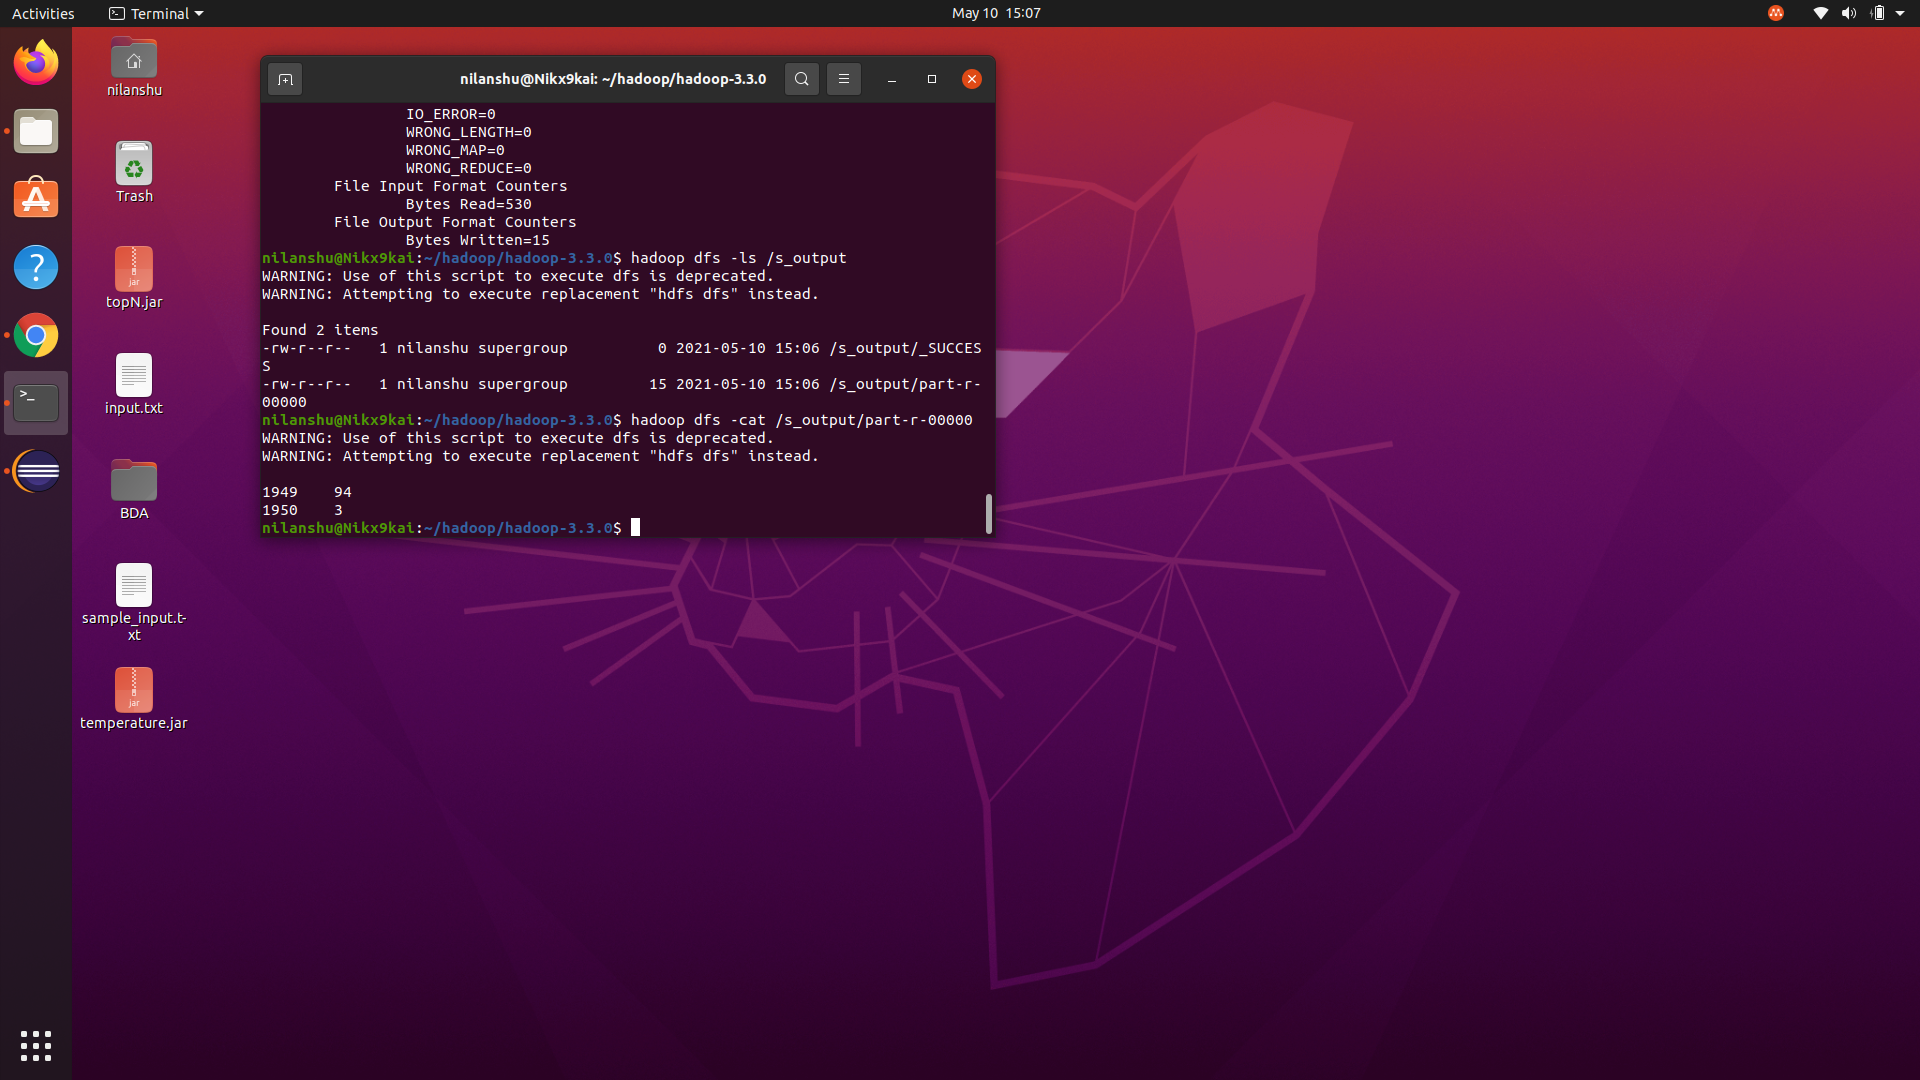 Activities
Terminal
May 10 15:07
nilanshu
Trash
jar
topN.jar
input.txt
BDA
sample_input.t-
xt
jar
temperature.jar
nilanshu@Nikx9kai: ~/hadoop/hadoop-3.3.0
IO_ERROR=0
WRONG_LENGTH=0
WRONG_MAP=0
WRONG_REDUCE=0
File Input Format Counters
Bytes Read=530
File Output Format Counters
Bytes Written=15
nilanshu@Nikx9kai:~/hadoop/hadoop-3.3.0$ hadoop dfs -ls /s_output
WARNING: Use of this script to execute dfs is deprecated.
WARNING: Attempting to execute replacement "hdfs dfs" instead.
Found 2 items
-rw-r--r--   1 nilanshu supergroup          0 2021-05-10 15:06 /s_output/_SUCCES
S
-rw-r--r--   1 nilanshu supergroup         15 2021-05-10 15:06 /s_output/part-r-
00000
nilanshu@Nikx9kai:~/hadoop/hadoop-3.3.0$ hadoop dfs -cat /s_output/part-r-00000
WARNING: Use of this script to execute dfs is deprecated.
WARNING: Attempting to execute replacement "hdfs dfs" instead.
1949    94
1950    3
nilanshu@Nikx9kai:~/hadoop/hadoop-3.3.0$